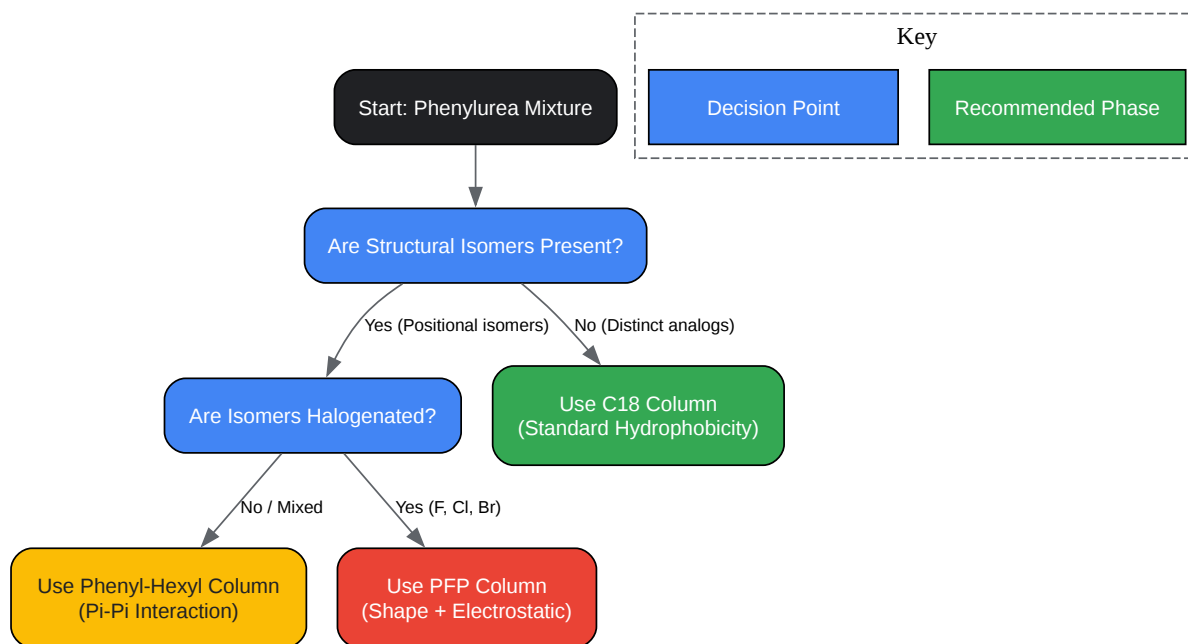 Key
Start: Phenylurea Mixture
Decision Point
Recommended Phase
Are Structural Isomers Present?
Yes (Positional isomers)
No (Distinct analogs)
Are Isomers Halogenated?
Use C18 Column
(Standard Hydrophobicity)
No / Mixed
Yes (F, Cl, Br)
Use Phenyl-Hexyl Column
(Pi-Pi Interaction)
Use PFP Column
(Shape + Electrostatic)